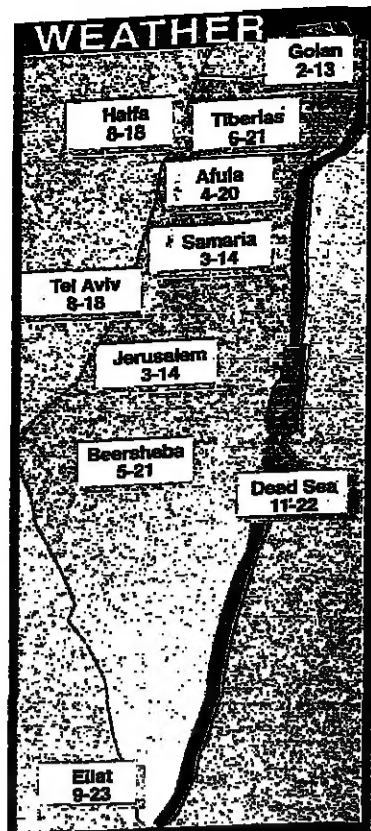 WEATHER
Golan
2-13
Haifa
8-18
Tiberias
6-21
Afula
4-20
Samaria
3-14
Tel Aviv
8-18
Jerusalem
3-14
Beersheba
5-21
Dead Sea
11-22
Eilat
9-23